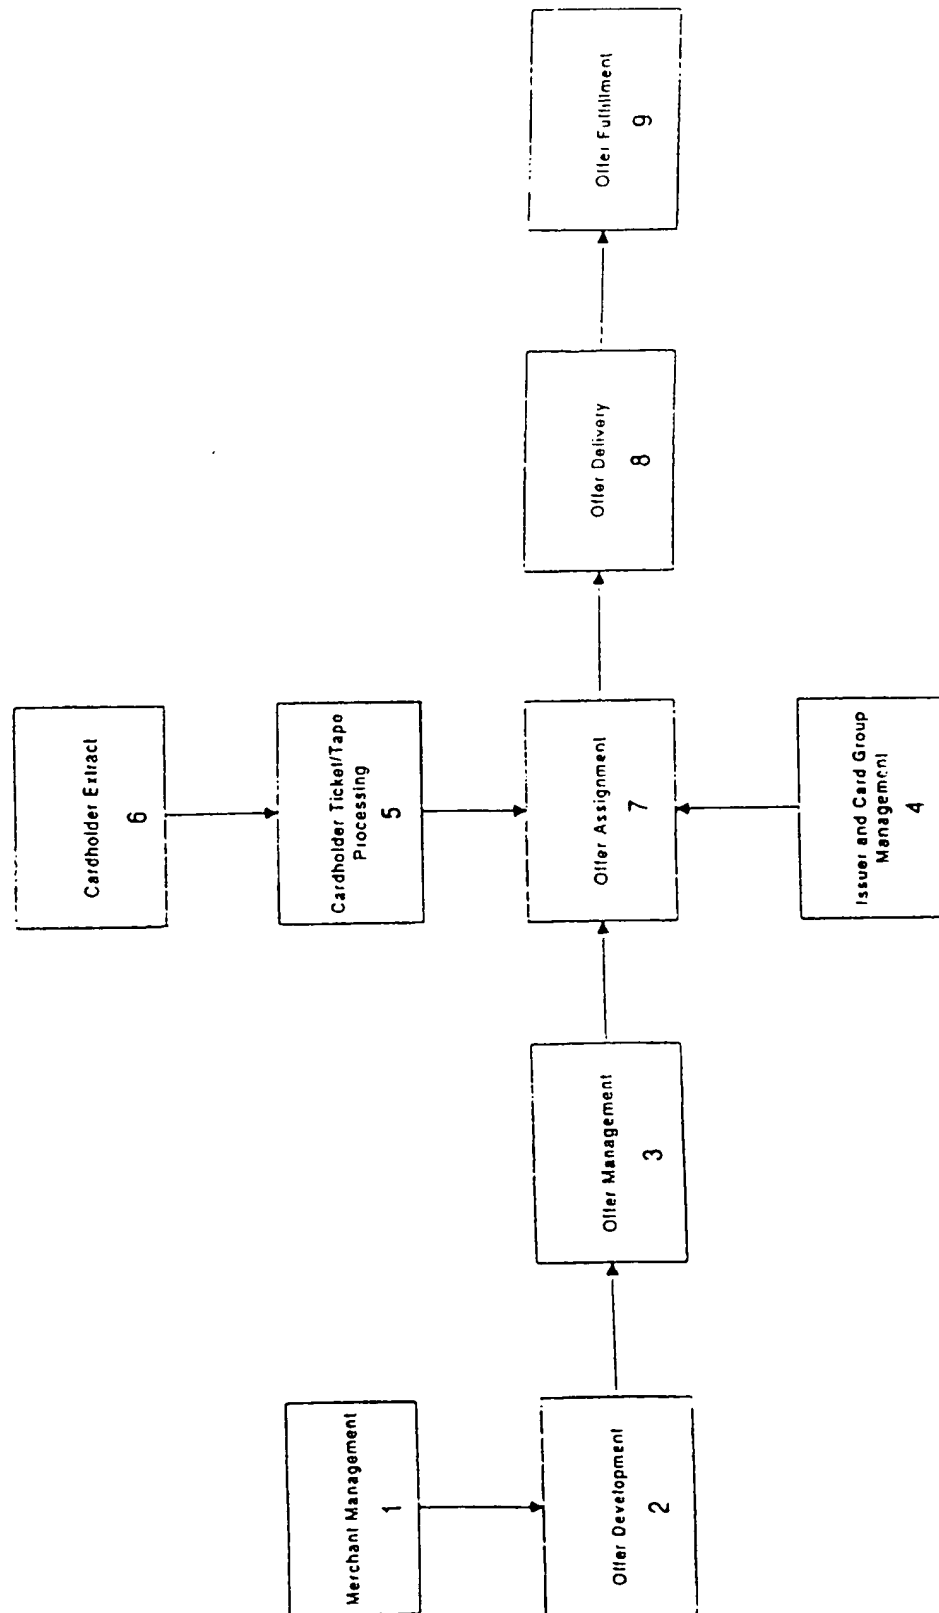 Merchant Management
1
Offer Development
2
Offer Management
3
Issuer and Card Group
Management
4
Cardholder Ticket/Tape
Processing
5
Cardholder Extract
6
Offer Assignment
7
Offer Delivery
8
Offer Fulfillment
9